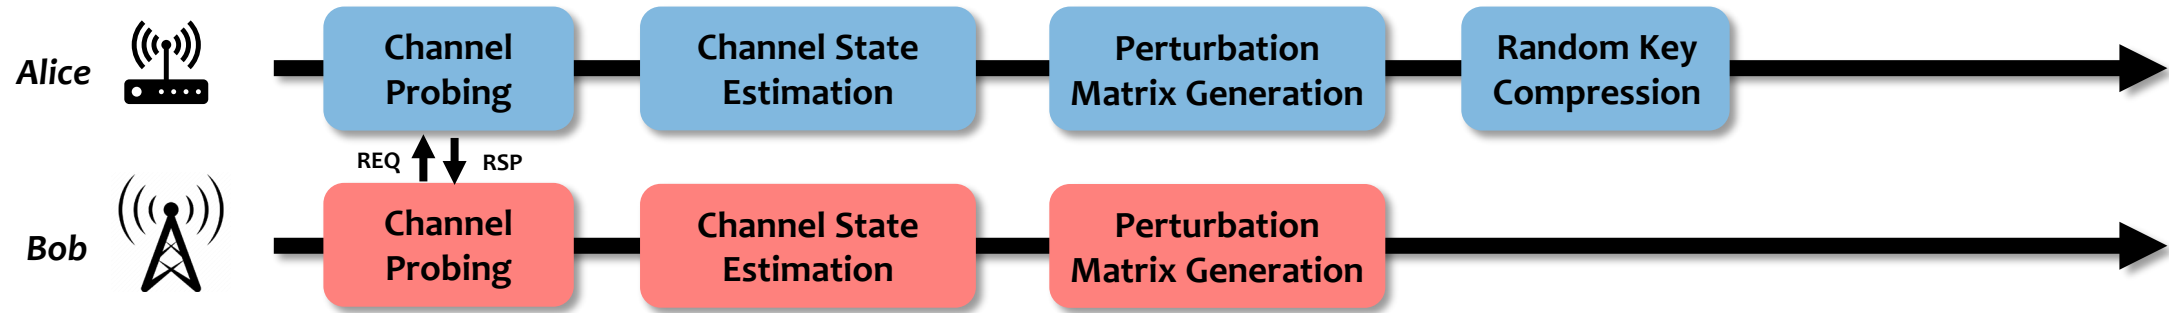 Alice
Channel
Probing
Channel State
Estimation
Perturbation
Matrix Generation
Random Key
Compression
REQ
RSP
Bob
Channel
Probing
Channel State
Estimation
Perturbation
Matrix Generation